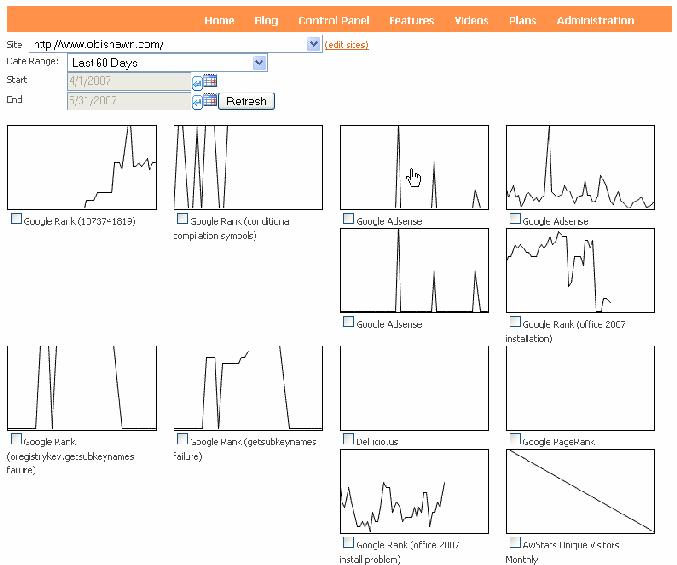 Home Blog Control Panel Features Videos Plans Administration
Site http://www.obishawn.com/ (edit sites)
Date Range: Last 60 Days
Start 4/1/2007
End 5/31/2007 Refresh
Google Rank (1073741819)
Google Rank (conditional
compilation symbols)
Google Adsense
Google Adsense
Google Adsense
Google Rank (office 2007
installation)
Google Rank
(oregistrykey.getsubkeynames
failure)
Google Rank (getsubkeynames
failure)
Del.icio.us
Google PageRank
Google Rank (office 2007
install problem)
AWStats Unique Visitors
Monthly